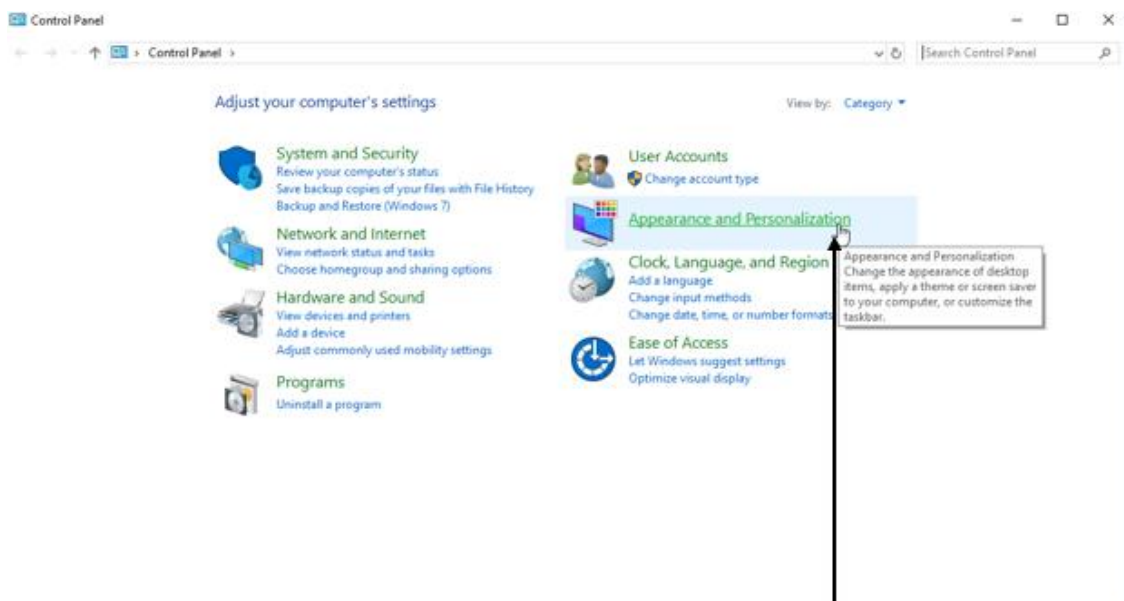 Control Panel
Control Panel
Search Control Panel
Adjust your computer's settings
View by: Category
System and Security
Review your computer's status
Save backup copies of your files with File History
Backup and Restore (Windows 7)
Network and Internet
View network status and tasks
Choose homegroup and sharing options
Hardware and Sound
View devices and printers
Add a device
Adjust commonly used mobility settings
Programs
Uninstall a program
User Accounts
Change account type
Appearance and Personalization
Clock, Language, and Region
Add a language
Change input methods
Change date, time, or number formats
Ease of Access
Let Windows suggest settings
Optimize visual display
Appearance and Personalization
Change the appearance of desktop
items, apply a theme or screen saver
to your computer, or customize the
taskbar.